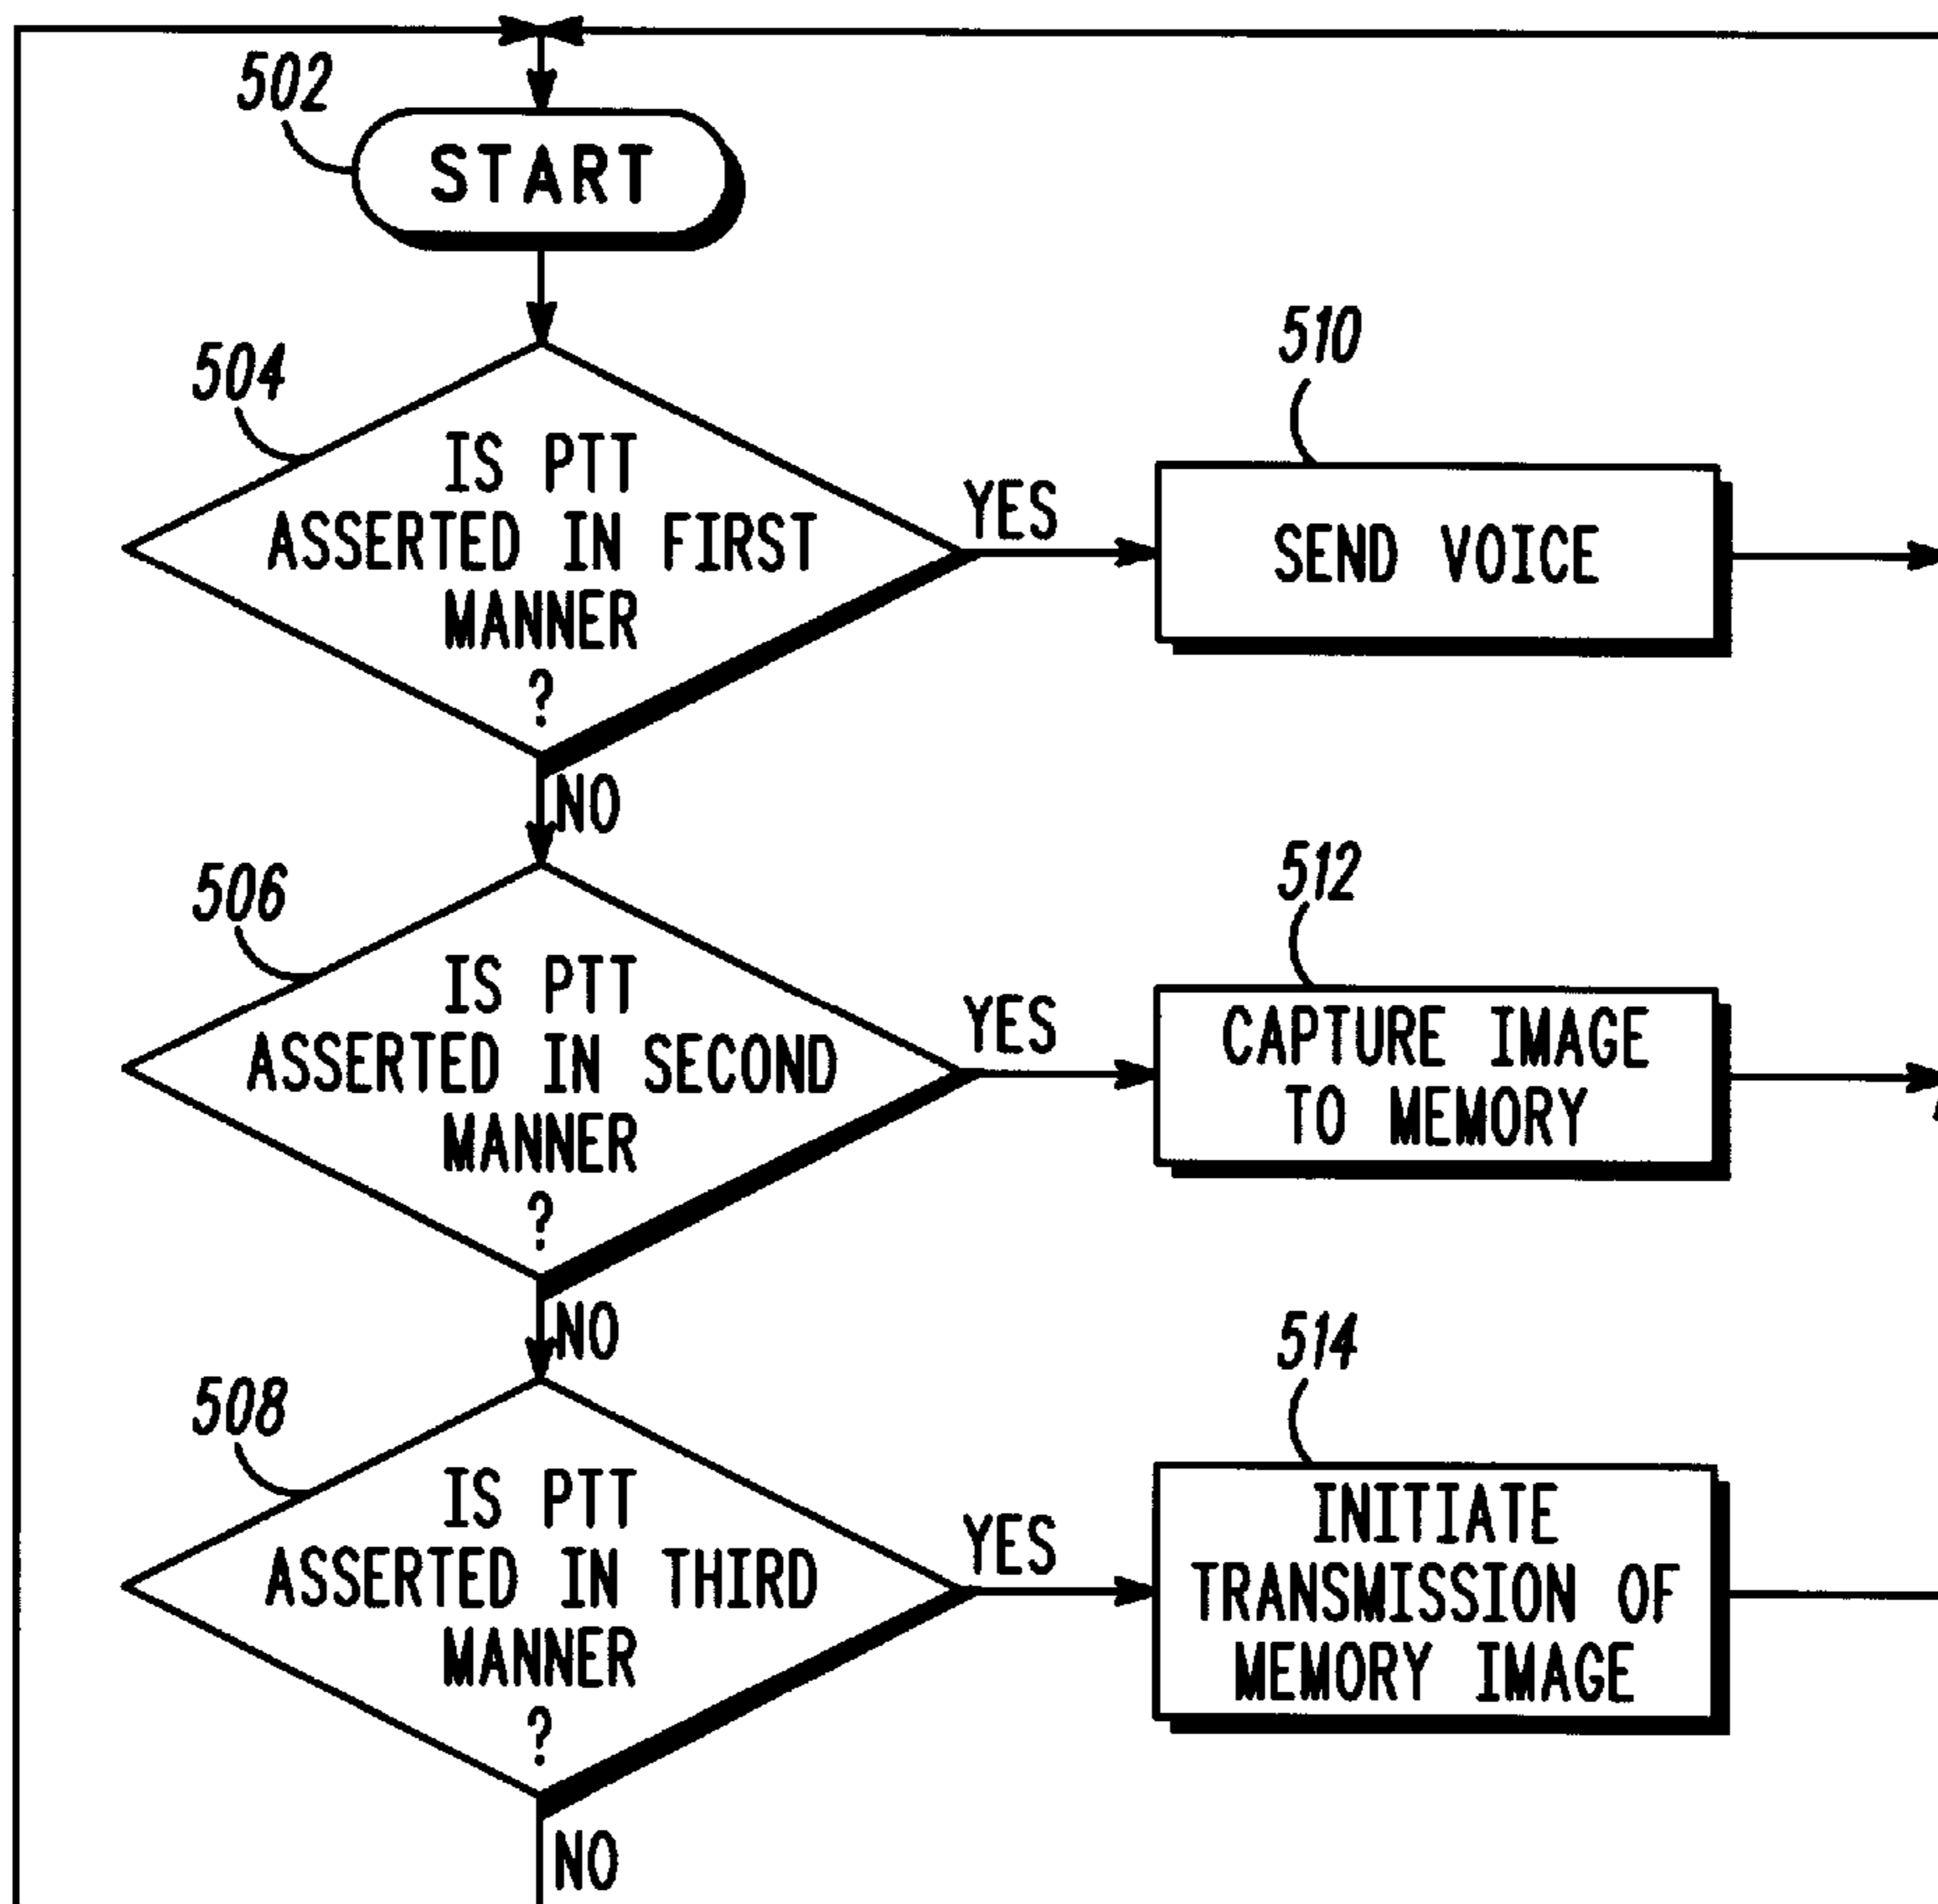 502
START
504
IS PTT
ASSERTED IN FIRST
MANNER
?
YES
510
SEND VOICE
NO
506
IS PTT
ASSERTED IN SECOND
MANNER
?
YES
512
CAPTURE IMAGE
TO MEMORY
NO
508
IS PTT
ASSERTED IN THIRD
MANNER
?
YES
514
INITIATE
TRANSMISSION OF
MEMORY IMAGE
NO